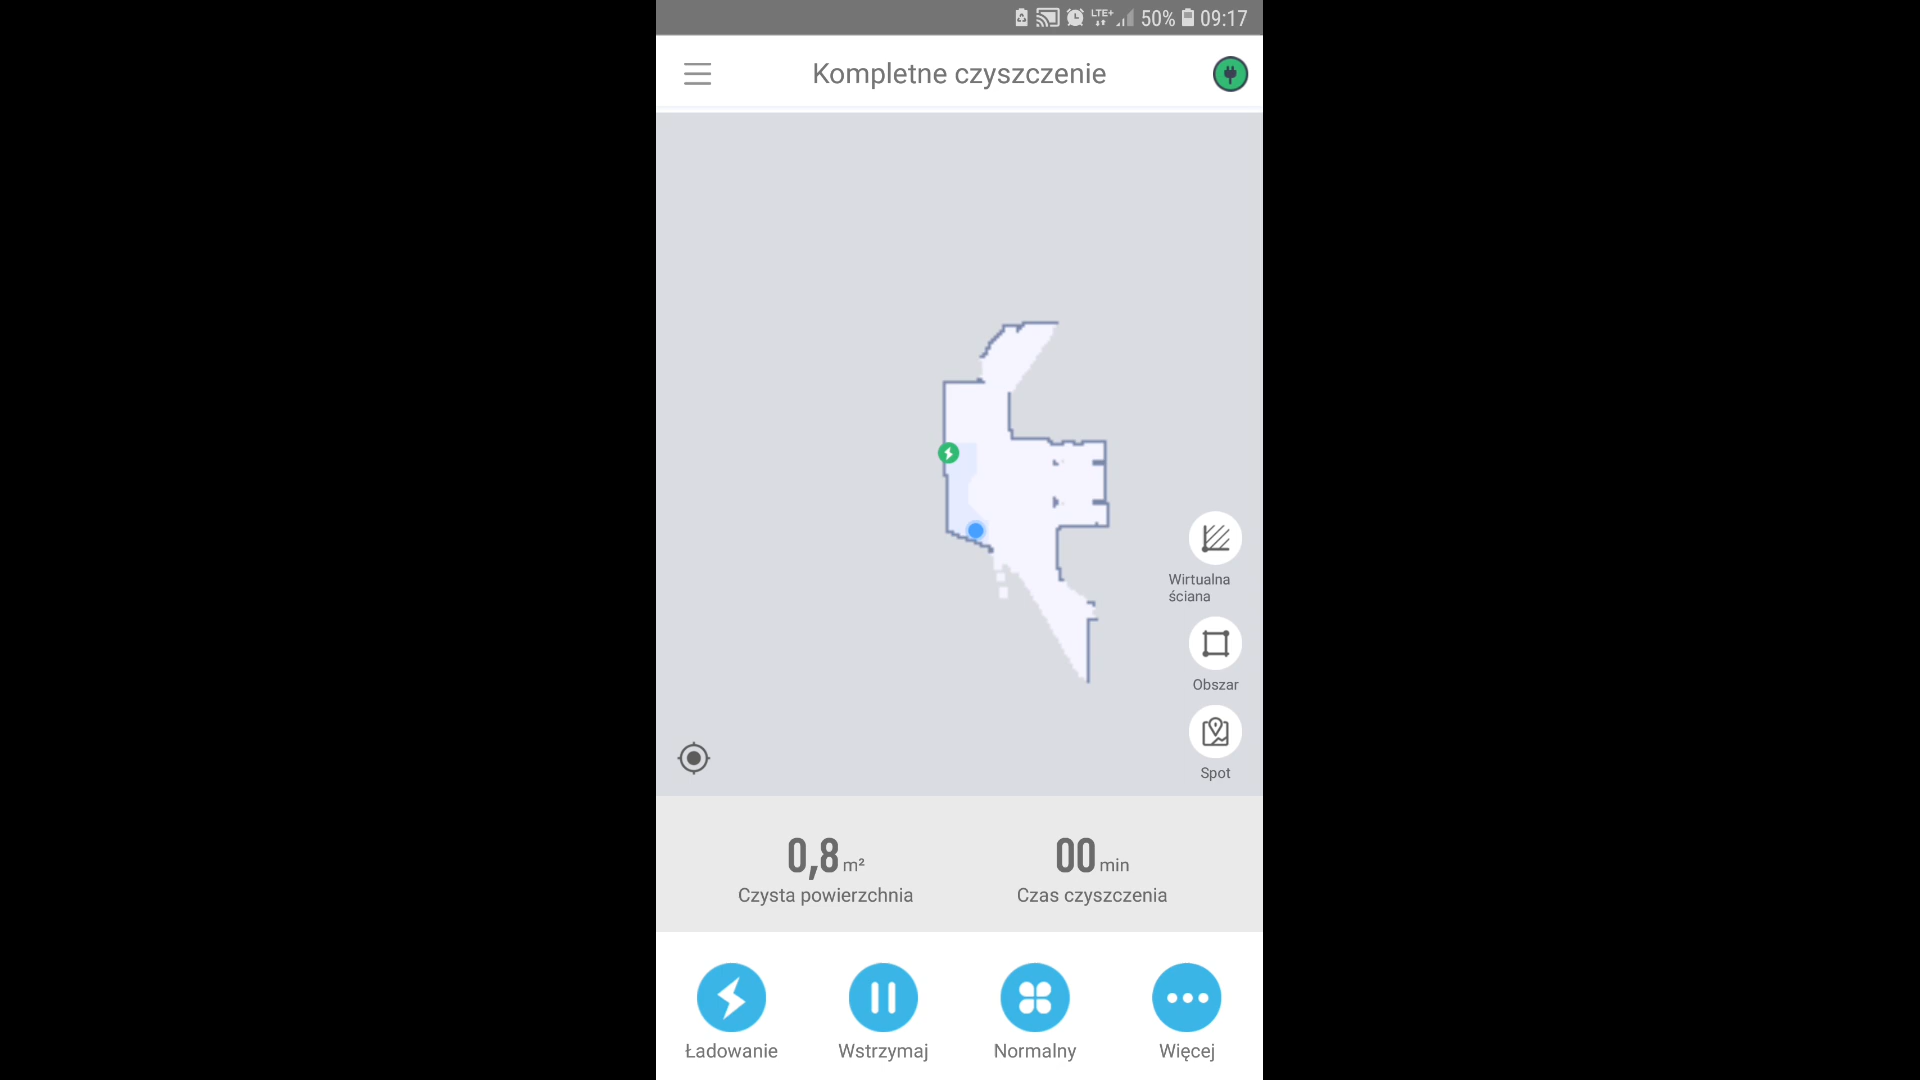 LTE+ 50% 09:17
Kompletne czyszczenie
Wirtualna
ściana
Obszar
Spot
0,8 m² 00 min
Czysta powierzchnia Czas czyszczenia
Ładowanie Wstrzymaj Normalny Więcej